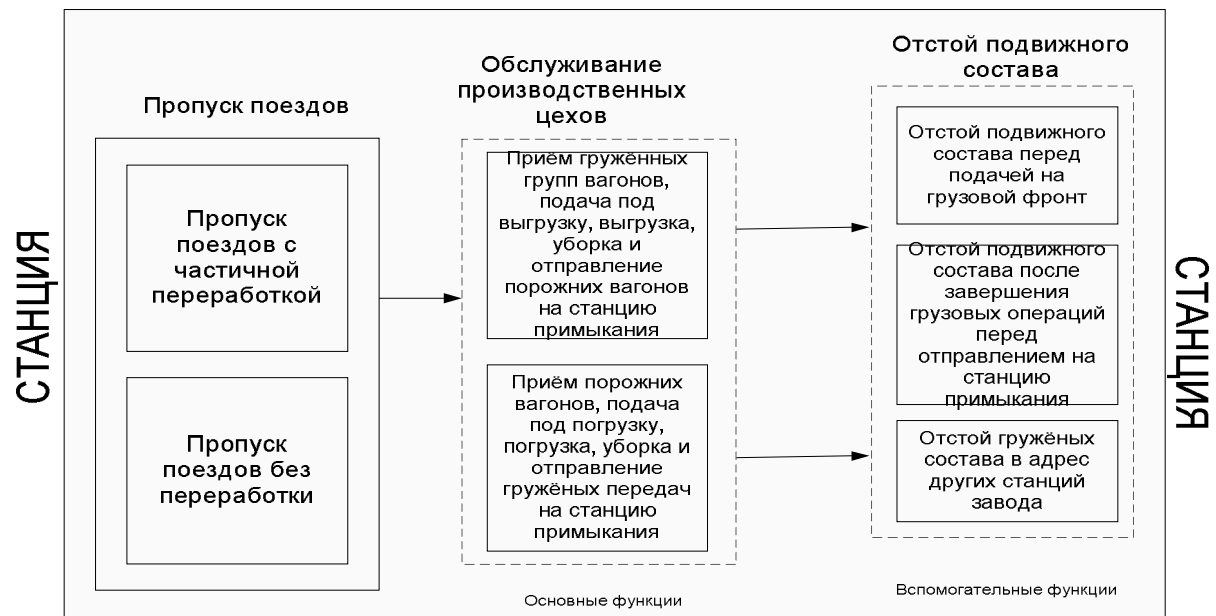 СТАНЦИЯ
Пропуск поездов
Пропуск
поездов с
частичной
переработкой
Пропуск
поездов без
переработки
Обслуживание
производственных
цехов
Приём гружённых
групп вагонов,
подача под
выгрузку, выгрузка,
уборка и
отправление
порожних вагонов
на станцию
примыкания
Приём порожних
вагонов, подача
под погрузку,
погрузка, уборка и
отправление
гружёных передач
на станцию
примыкания
Основные функции
Отстой подвижного
состава
Отстой подвижного
состава перед
подачей на
грузовой фронт
Отстой подвижного
состава после
завершения
грузовых операций
перед
отправлением на
станцию
примыкания
Отстой гружёных
состава в адрес
других станций
завода
Вспомогательные функции
СТАНЦИЯ